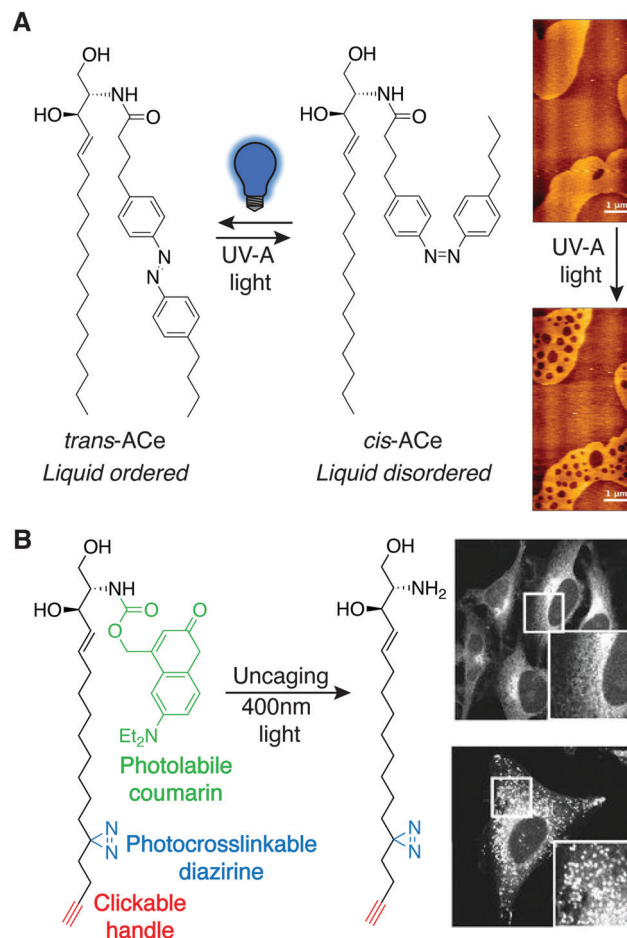 A
OH
HO
NH
O
N
N
trans-ACe
Liquid ordered
UV-A
light
OH
HO
NH
O
N=N
cis-ACe
Liquid disordered
1 µm
UV-A
light
1 µm
B
OH
HO
NH
O
O
O
Et2N
Photolabile
coumarin
N
N
Photocrosslinkable
diazirine
Clickable
handle
Uncaging
400nm
light
OH
HO
NH2
N
N